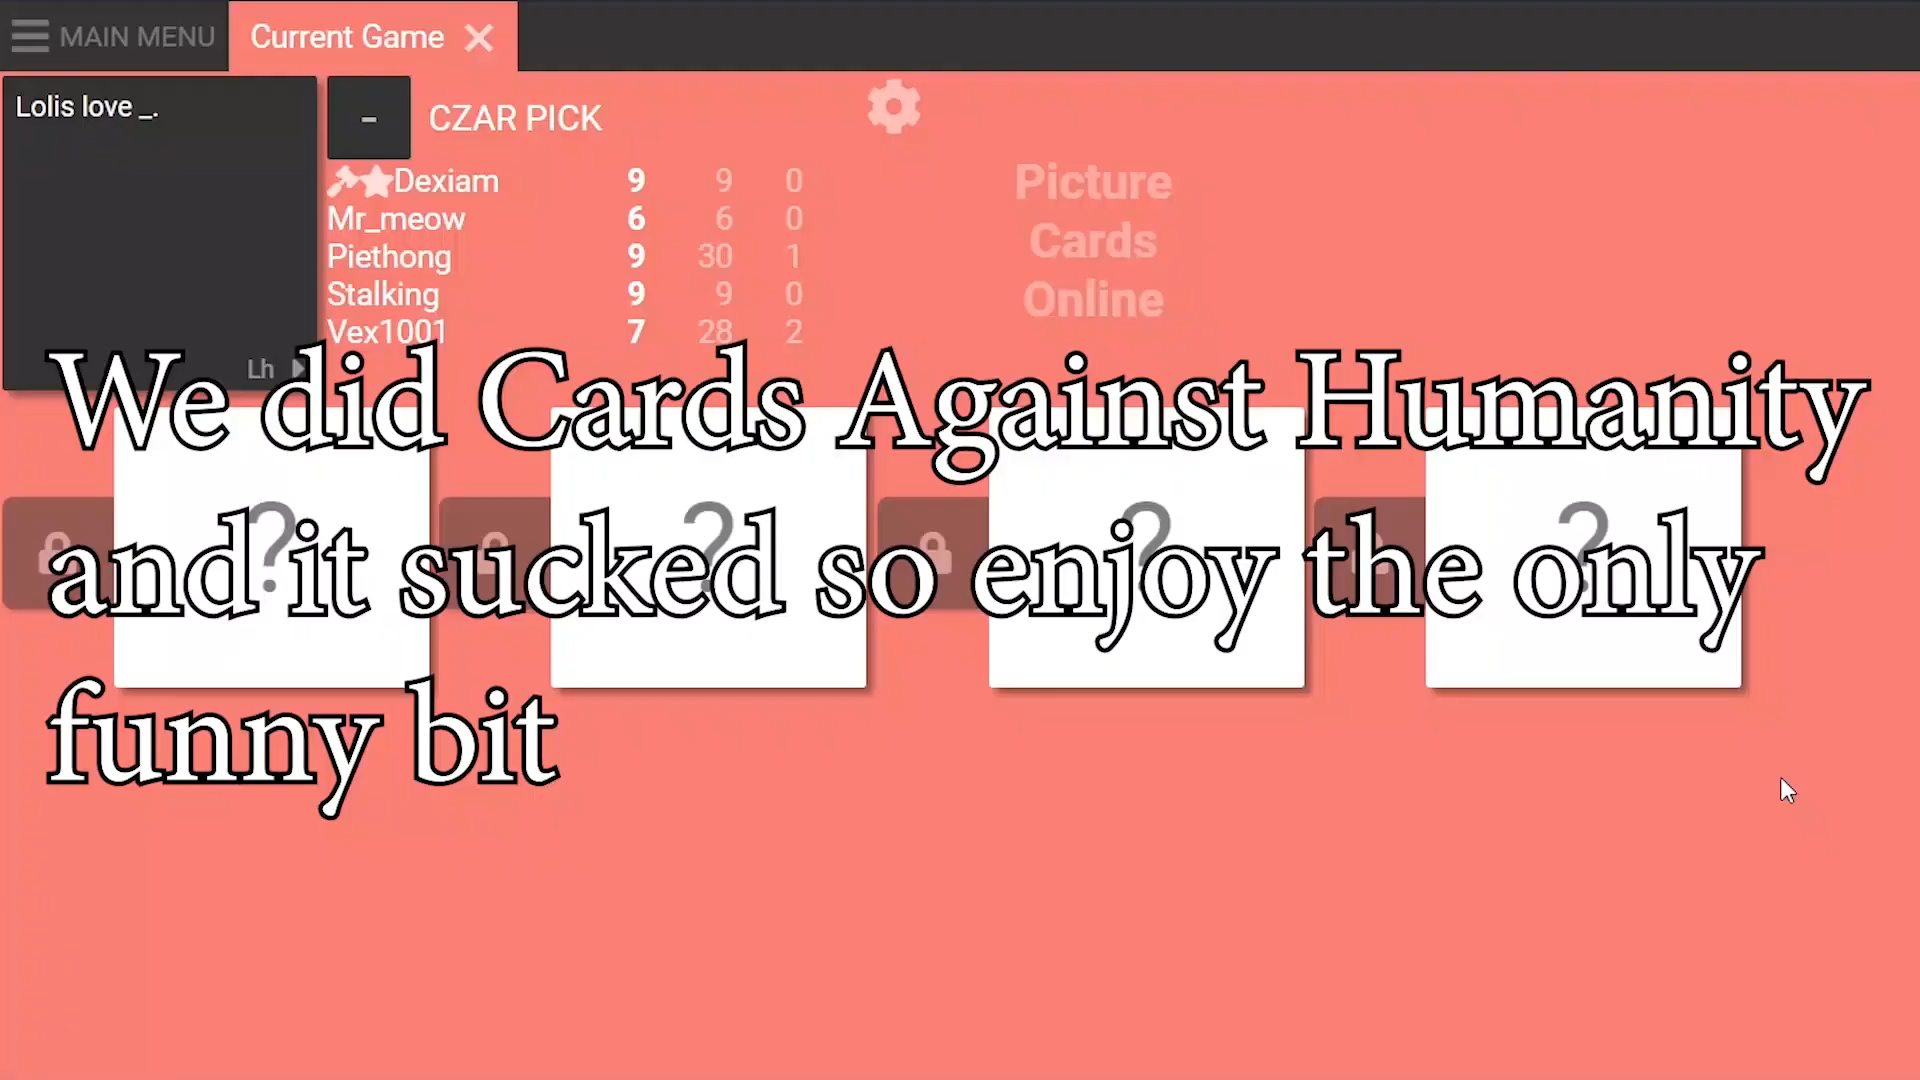 MAIN MENU
Current Game
Lolis love _.
Lh
-
CZAR PICK
Dexiam 9 9 0
Mr_meow 6 6 0
Piethong 9 30 1
Stalking 9 9 0
Vex1001 7 28 2
Picture
Cards
Online
We did Cards Against Humanity
and it sucked so enjoy the only
funny bit
? ? ? ?